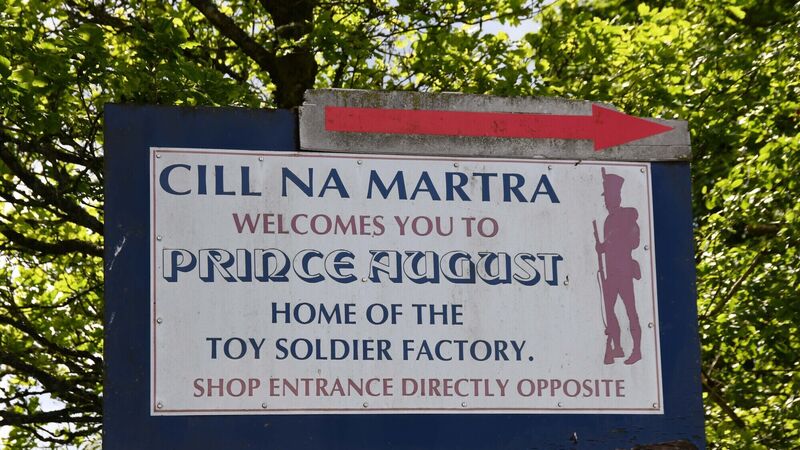 CILL NA MARTRA
WELCOMES YOU TO
PRINCE AUGUST
HOME OF THE
TOY SOLDIER FACTORY.
SHOP ENTRANCE DIRECTLY OPPOSITE